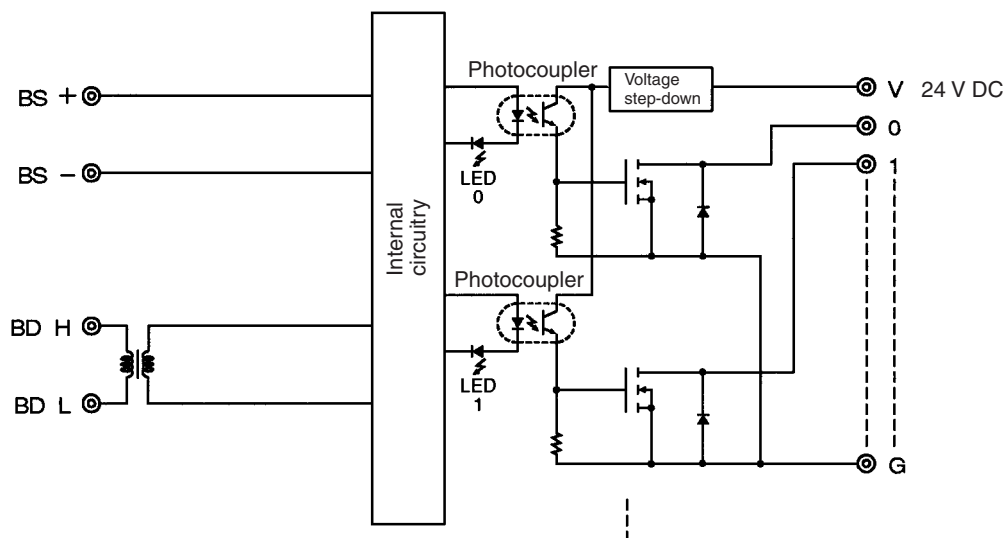 Photocoupler
Voltage
step-down
V 24 V DC
BS +
0
BS −
LED
0
1
Internal
circuitry
Photocoupler
BD H
LED
1
BD L
G